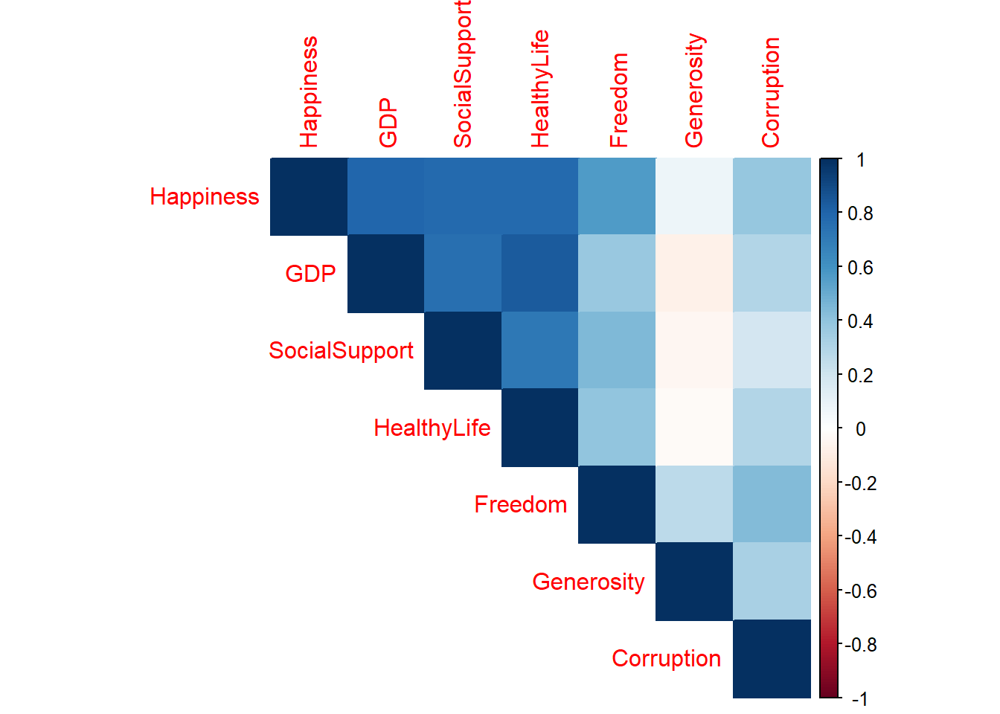 Happiness
GDP
SocialSupport
HealthyLife
Freedom
Generosity
Corruption
Happiness
GDP
SocialSupport
HealthyLife
Freedom
Generosity
Corruption
1
0.8
0.6
0.4
0.2
0
-0.2
-0.4
-0.6
-0.8
-1